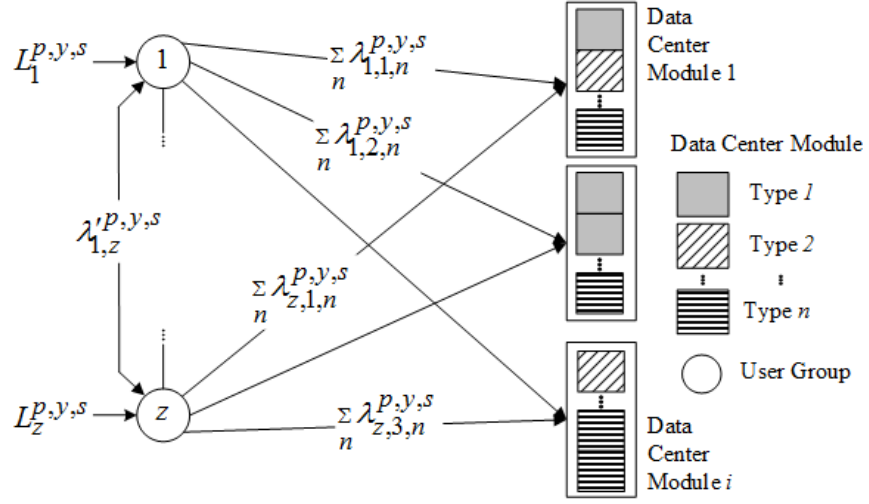 L_1^{p,y,s}
1
Σ_n λ_{1,1,n}^{p,y,s}
Data
Center
Module 1
Σ_n λ_{1,2,n}^{p,y,s}
Data Center Module
Type 1
λ'_{1,z}^{p,y,s}
Type 2
Σ_n λ_{z,1,n}^{p,y,s}
Type n
User Group
L_z^{p,y,s}
z
Σ_n λ_{z,3,n}^{p,y,s}
Data
Center
Module i